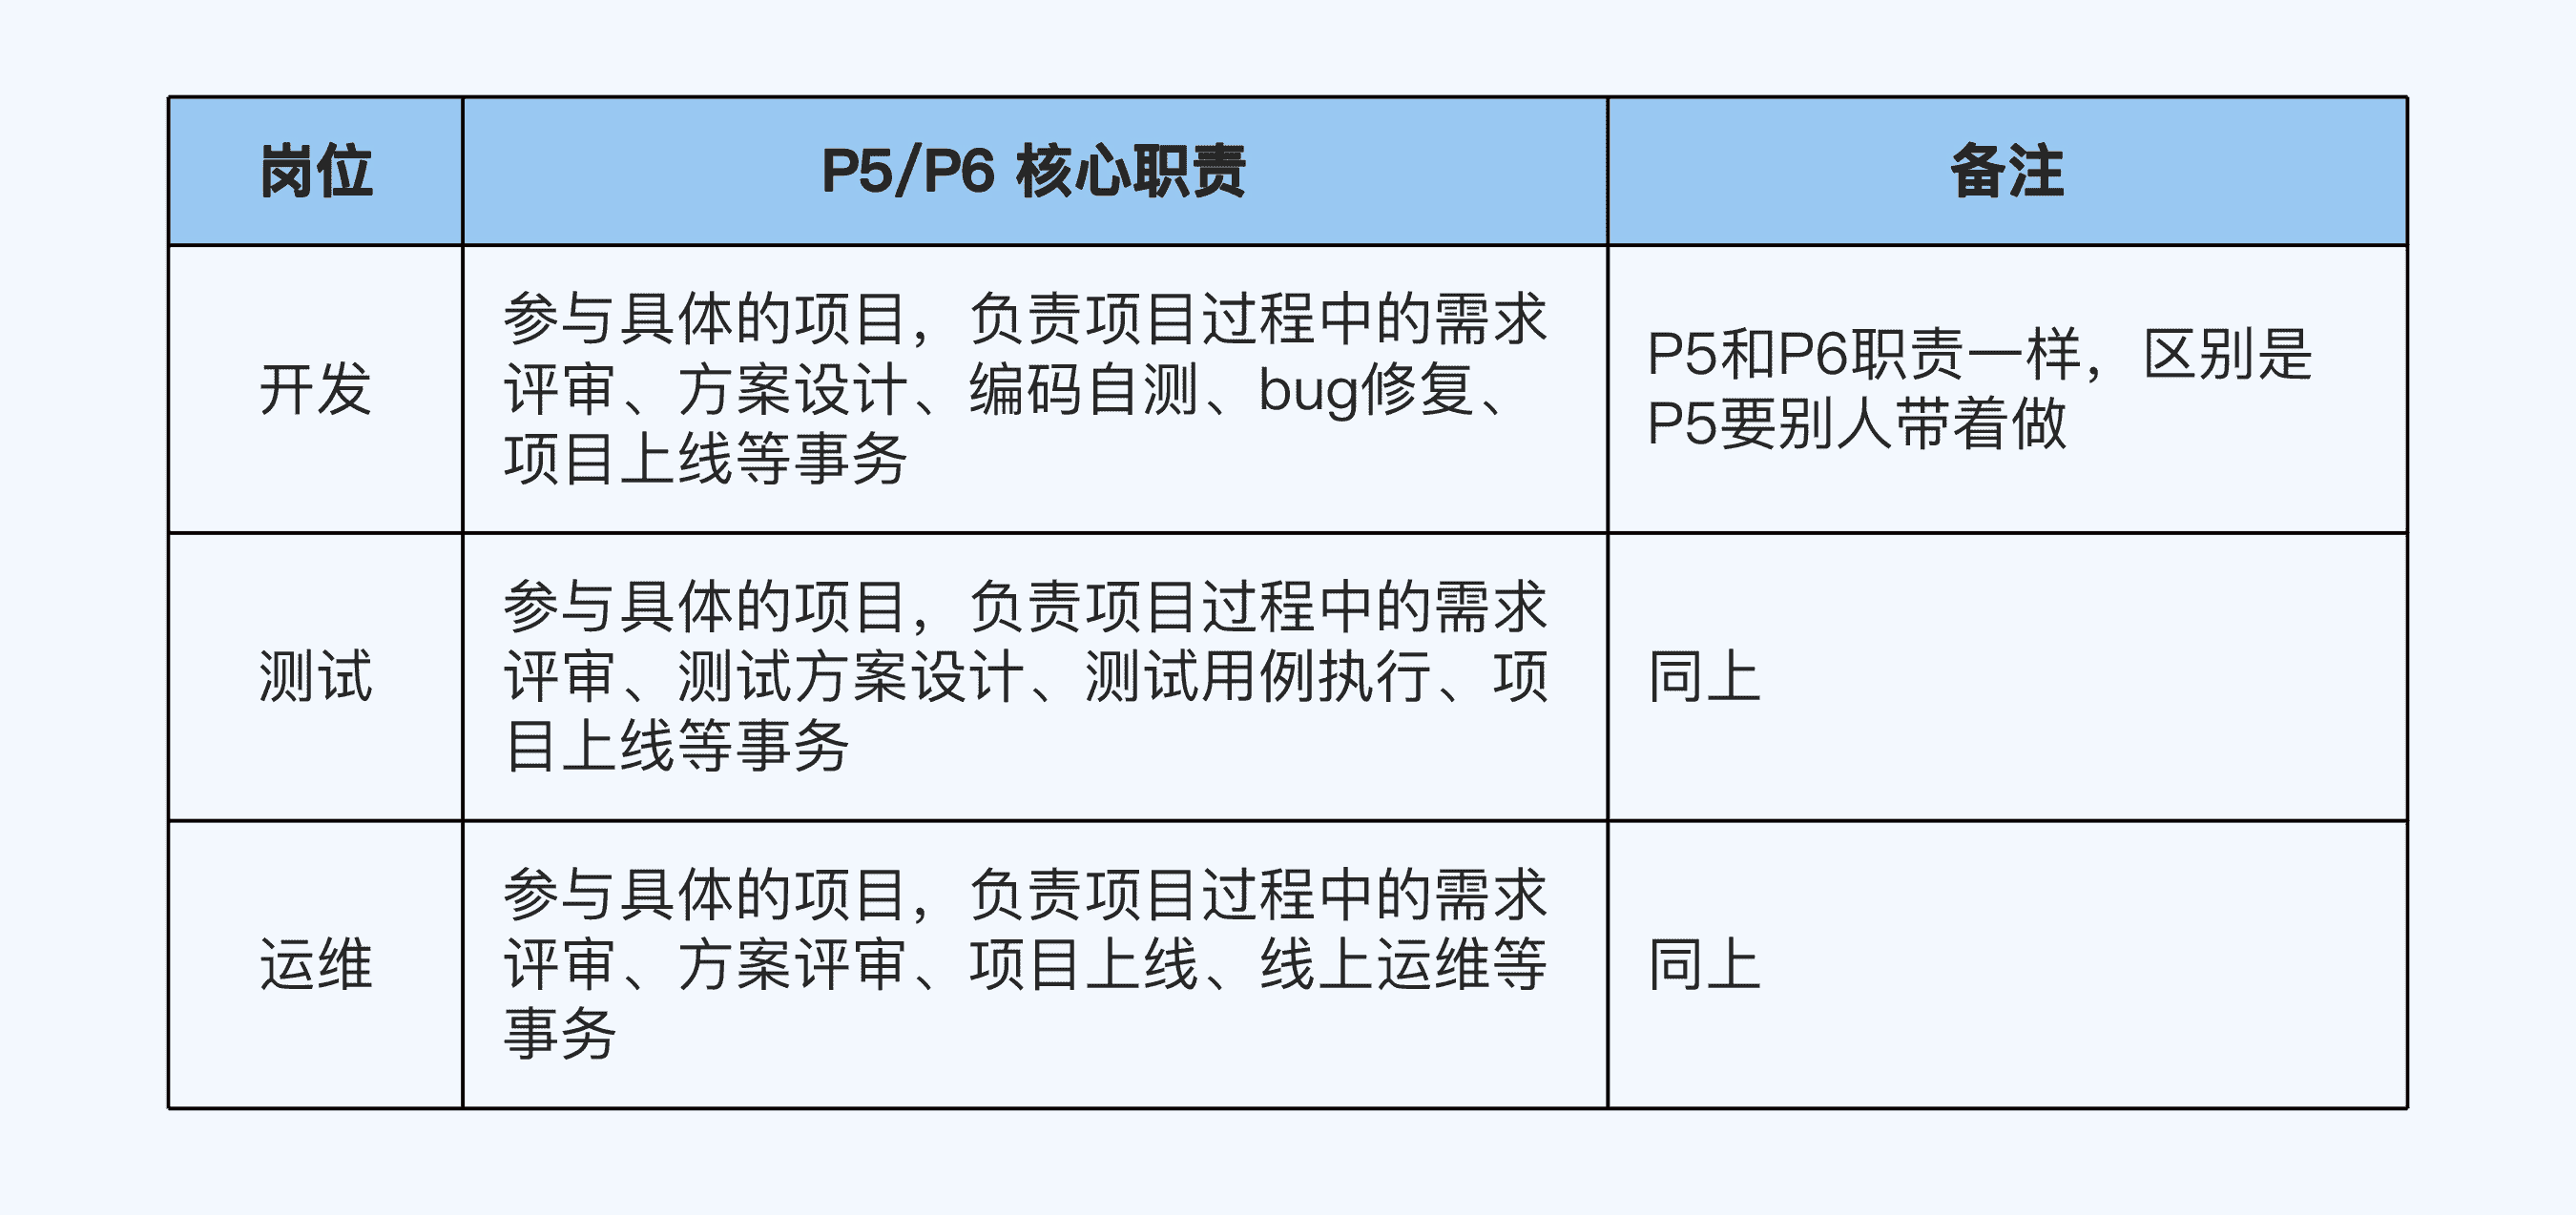 岗位
P5/P6 核心职责
备注
开发
参与具体的项目，负责项目过程中的需求
评审、方案设计、编码自测、bug修复、
项目上线等事务
P5和P6职责一样，区别是
P5要别人带着做
测试
参与具体的项目，负责项目过程中的需求
评审、测试方案设计、测试用例执行、项
目上线等事务
同上
运维
参与具体的项目，负责项目过程中的需求
评审、方案评审、项目上线、线上运维等
事务
同上